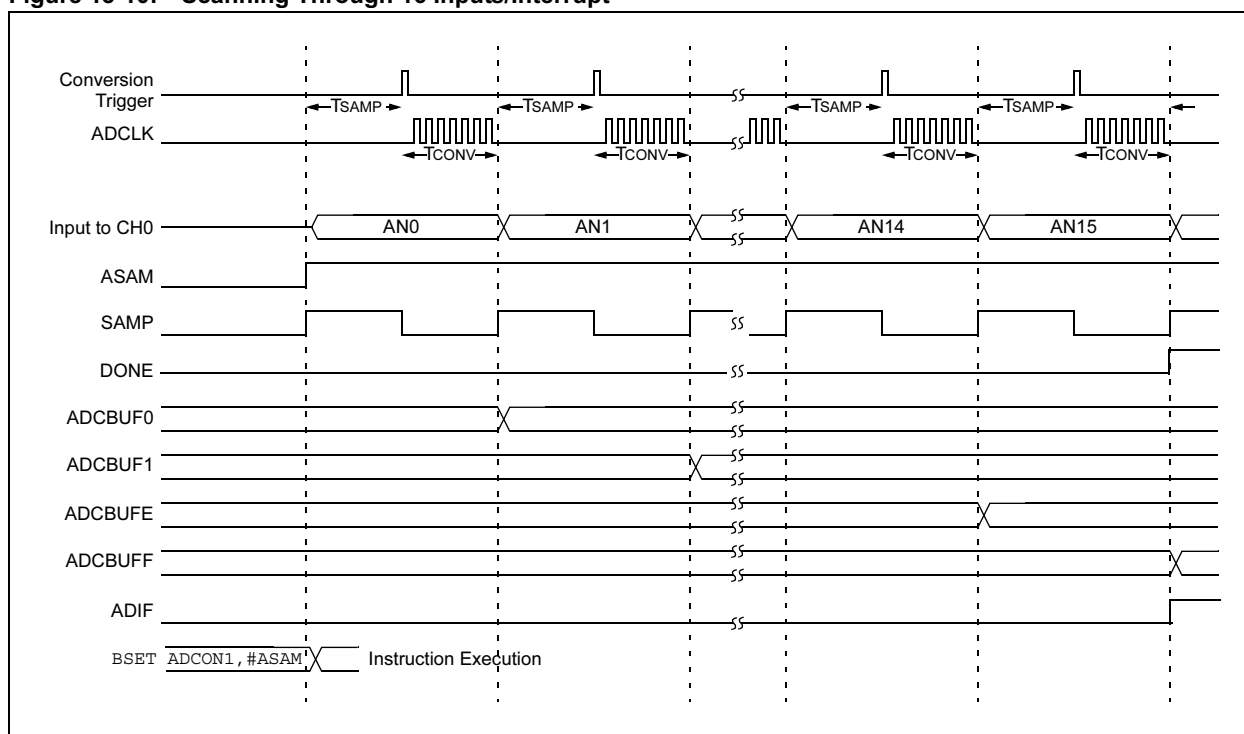 Figure 18-10: Scanning Through 16 Inputs/Interrupt
Conversion
Trigger
TSAMP TSAMP TSAMP TSAMP
ADCLK
TCONV TCONV TCONV TCONV
Input to CH0 AN0 AN1 AN14 AN15
ASAM
SAMP
DONE
ADCBUF0
ADCBUF1
ADCBUFE
ADCBUFF
ADIF
BSET ADCON1,#ASAM Instruction Execution